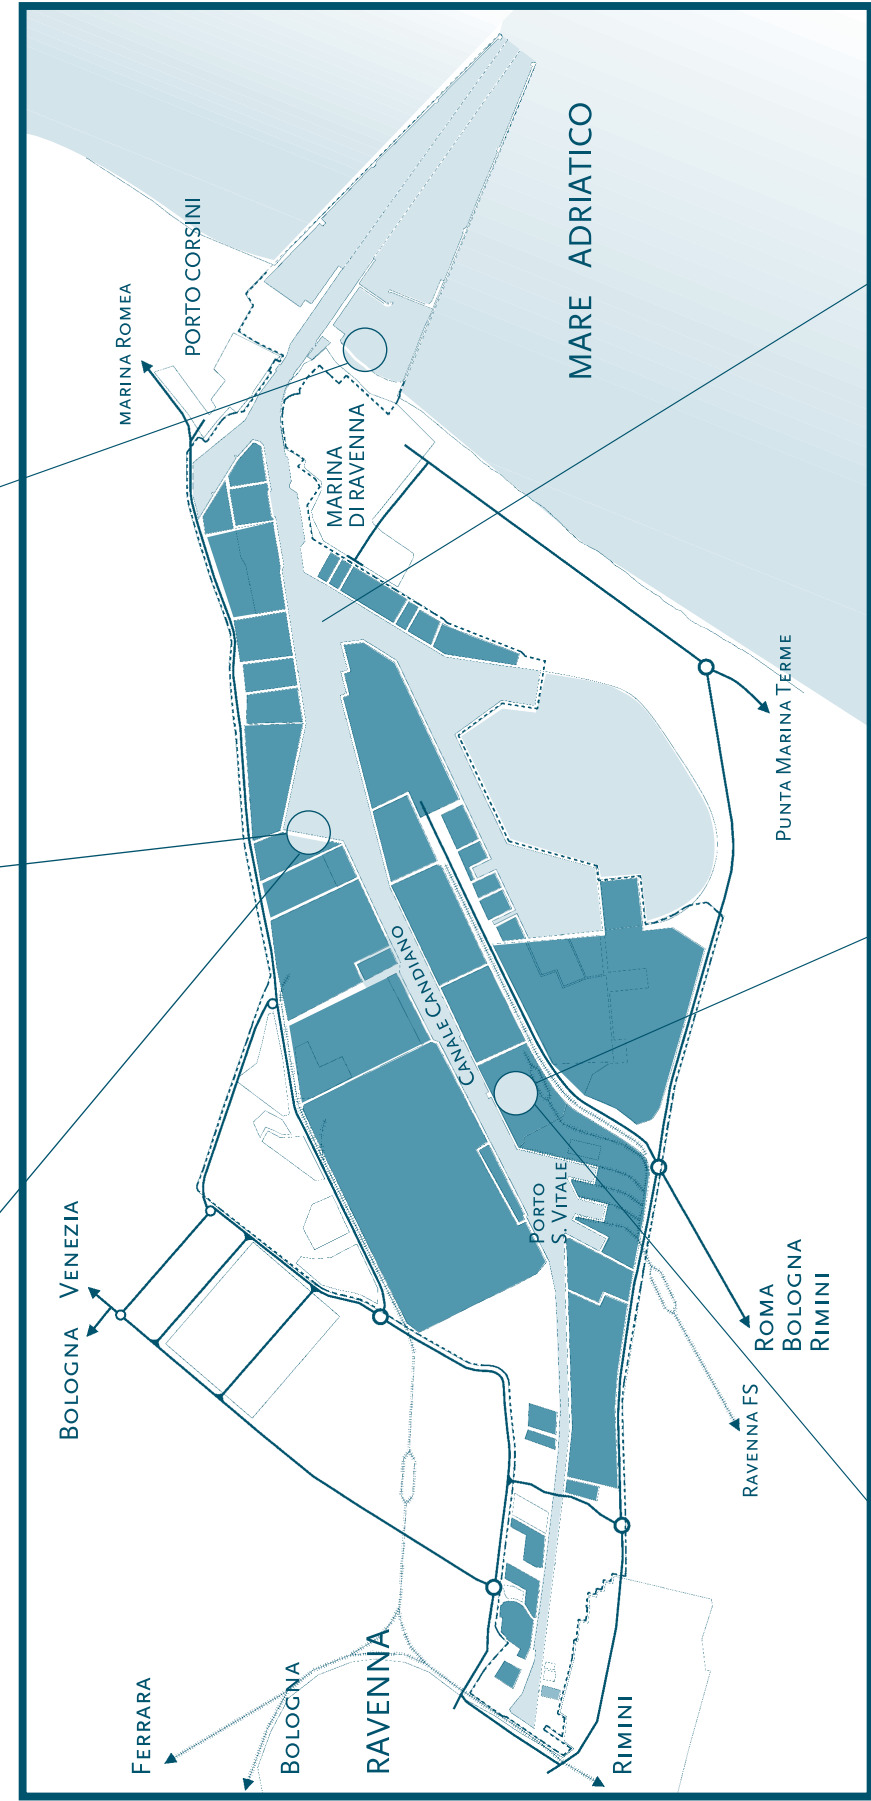 MARE ADRIATICO
PORTO CORSINI
MARINA ROMEA
MARINA
DI RAVENNA
PUNTA MARINA TERME
CANALE CANDIANO
PORTO
S. VITALE
VENEZIA
BOLOGNA
ROMA
BOLOGNA
RIMINI
RAVENNA FS
FERRARA
BOLOGNA
RAVENNA
RIMINI